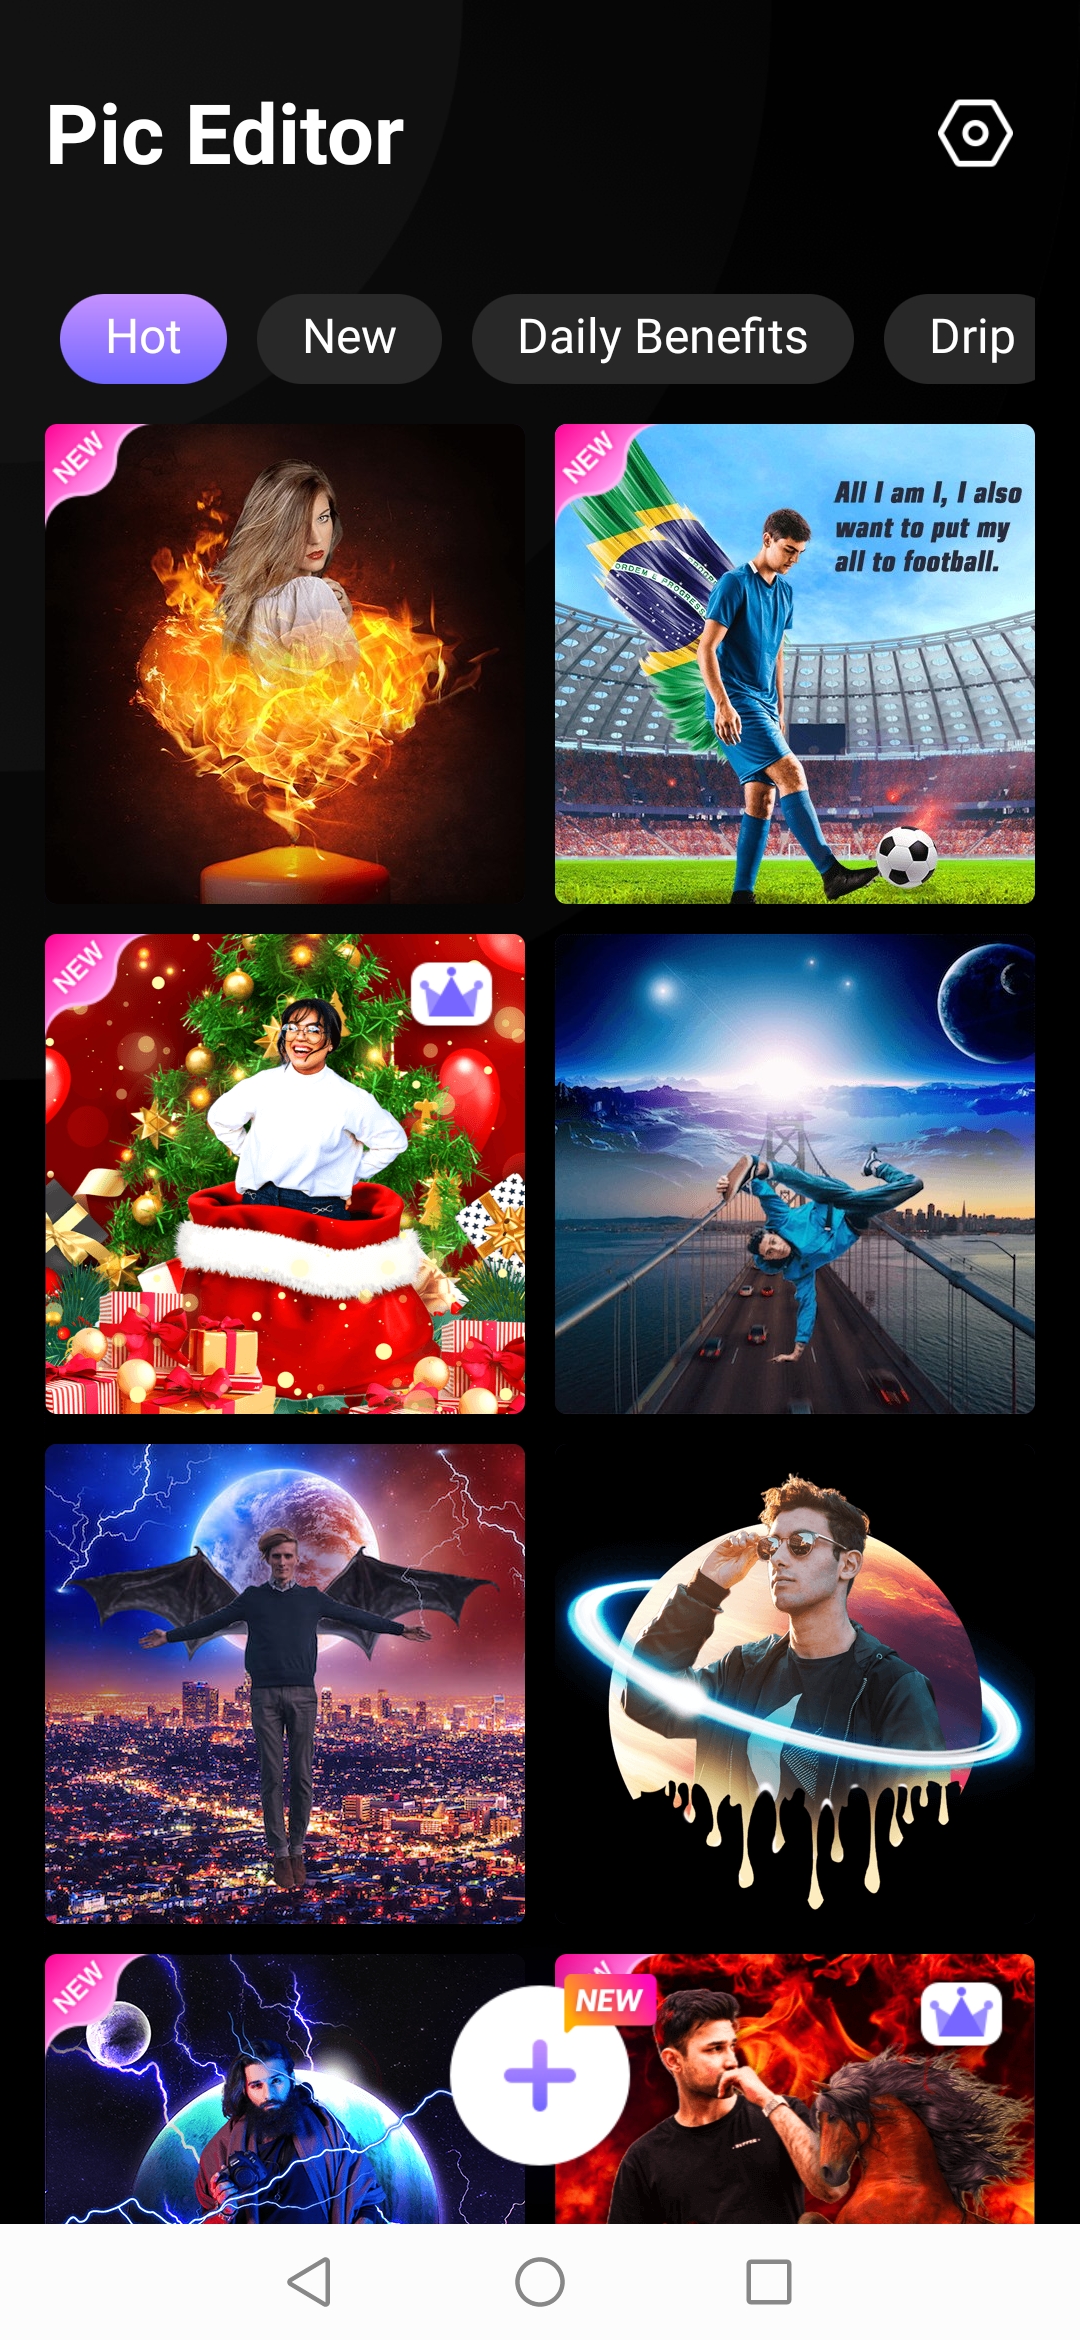 Pic Editor
Hot
New
Daily Benefits
Drip
NEW
NEW
All I am I, I also
want to put my
all to football.
ORDEM E PROGRESS
NEW
NEW
NEW